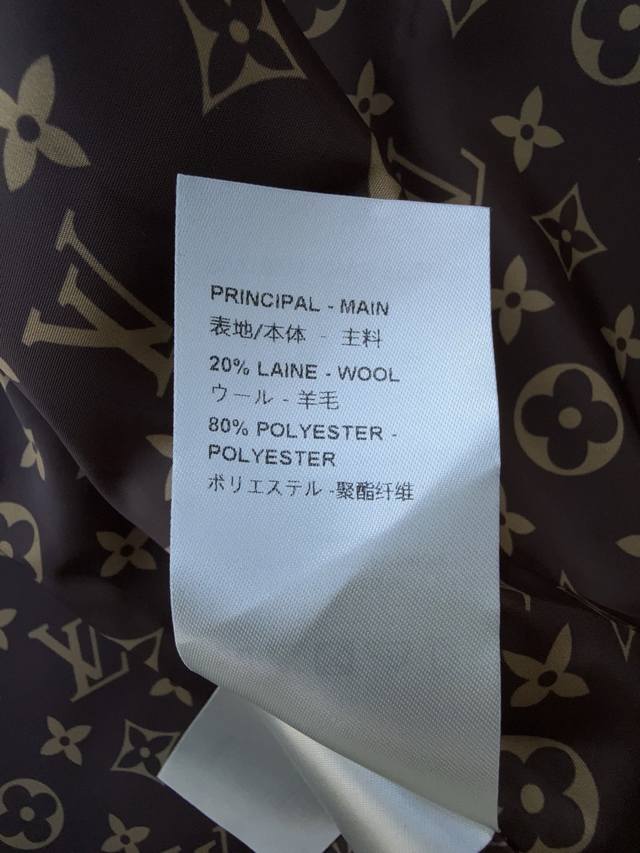 PRINCIPAL - MAIN
表地/本体 - 主料
20% LAINE - WOOL
ウール - 羊毛
80% POLYESTER -
POLYESTER
ポリエステル -聚酯纤维